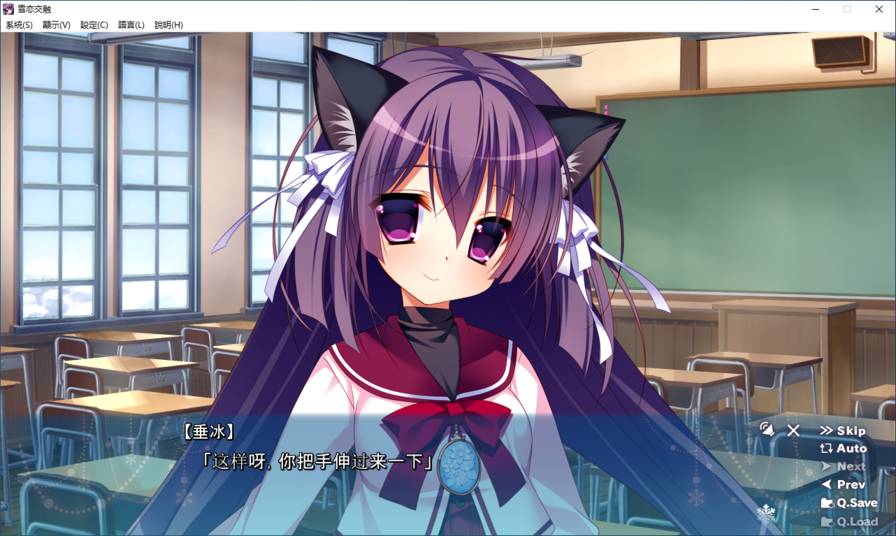 雪恋交融
系統(S) 顯示(V) 設定(C) 語言(L) 說明(H)
【垂冰】
「这样呀, 你把手伸过来一下」
Skip
Auto
Next
Prev
Q.Save
Q.Load